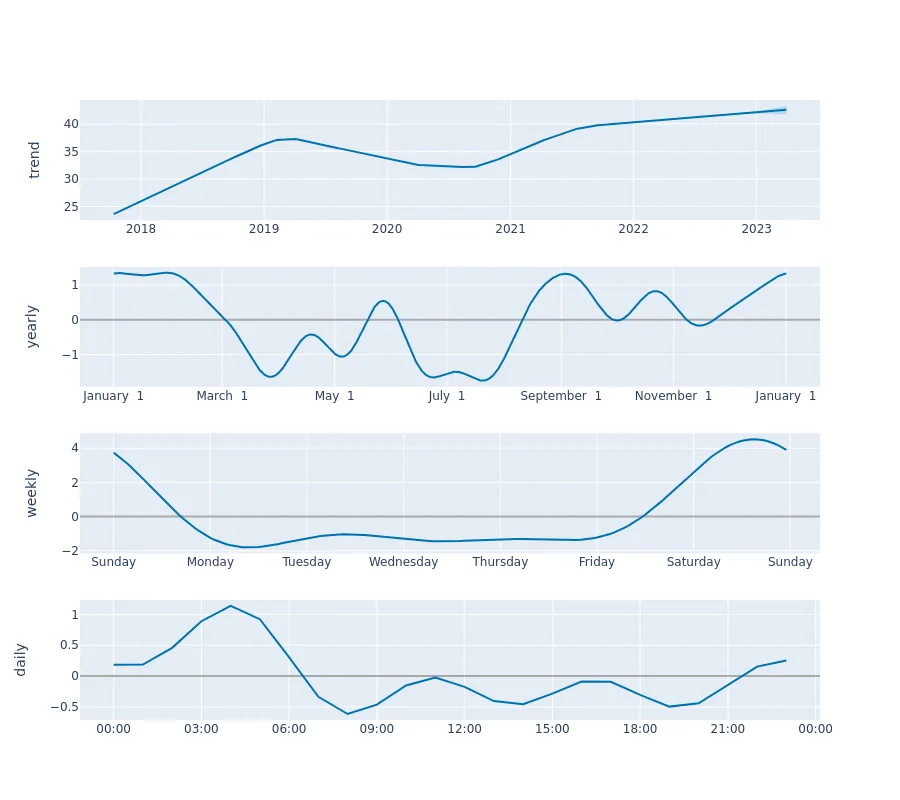 trend
40
35
30
25
2018 2019 2020 2021 2022 2023
yearly
1
0
−1
January 1 March 1 May 1 July 1 September 1 November 1 January 1
weekly
4
2
0
−2
Sunday Monday Tuesday Wednesday Thursday Friday Saturday Sunday
daily
1
0.5
0
−0.5
00:00 03:00 06:00 09:00 12:00 15:00 18:00 21:00 00:00